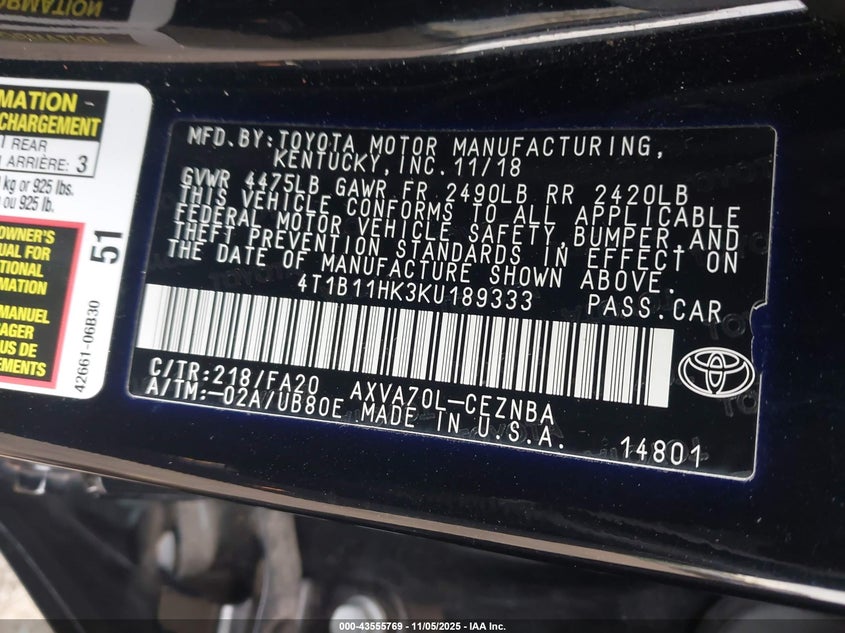 MATION
CHARGEMENT
REAR
ARRIÈRE: 3
kg or 925 lbs.
ou 925 lb.
OWNER'S
UAL FOR
TIONAL
MATION
MANUEL
AGER
US DE
EMENTS
51
42661-06B30
MFD.BY:TOYOTA MOTOR MANUFACTURING,
KENTUCKY,INC.11/18
GVWR 4475LB GAWR FR 2490LB RR 2420LB
THIS VEHICLE CONFORMS TO ALL APPLICABLE
FEDERAL MOTOR VEHICLE SAFETY,BUMPER,AND
THEFT PREVENTION STANDARDS IN EFFECT ON
THE DATE OF MANUFACTURE SHOWN ABOVE.
4T1B11HK3KU189333 PASS.CAR
C/TR:218/FA20 AXVA70L-CEZNBA
A/TM:-02A/UB80E MADE IN U.S.A.
14801
000-43555769 - 11/05/2025 - IAA Inc.